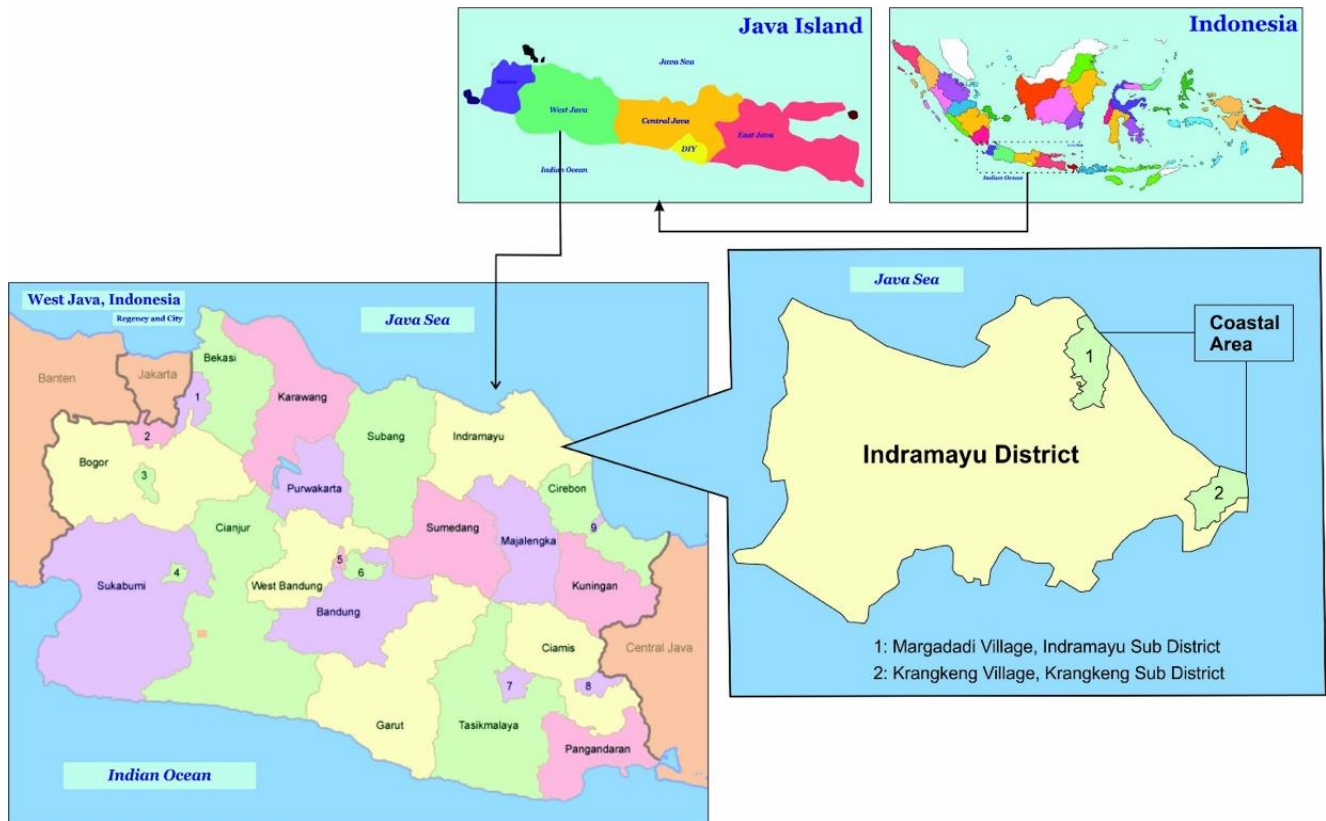 Java Island
Java Sea
West Java
Central Java
DIY
East Java
Indian Ocean
Indonesia
Indian Ocean
West Java, Indonesia
Regency and City
Java Sea
Banten
Jakarta
Bekasi
1
2
Karawang
Bogor
3
Subang
Indramayu
Purwakarta
Cirebon
9
Cianjur
Sumedang
Majalengka
Sukabumi
4
West Bandung
5
6
Bandung
Kuningan
Ciamis
Central Java
7
8
Garut
Tasikmalaya
Pangandaran
Indian Ocean
Java Sea
Coastal
Area
1
Indramayu District
2
1: Margadadi Village, Indramayu Sub District
2: Krangkeng Village, Krangkeng Sub District